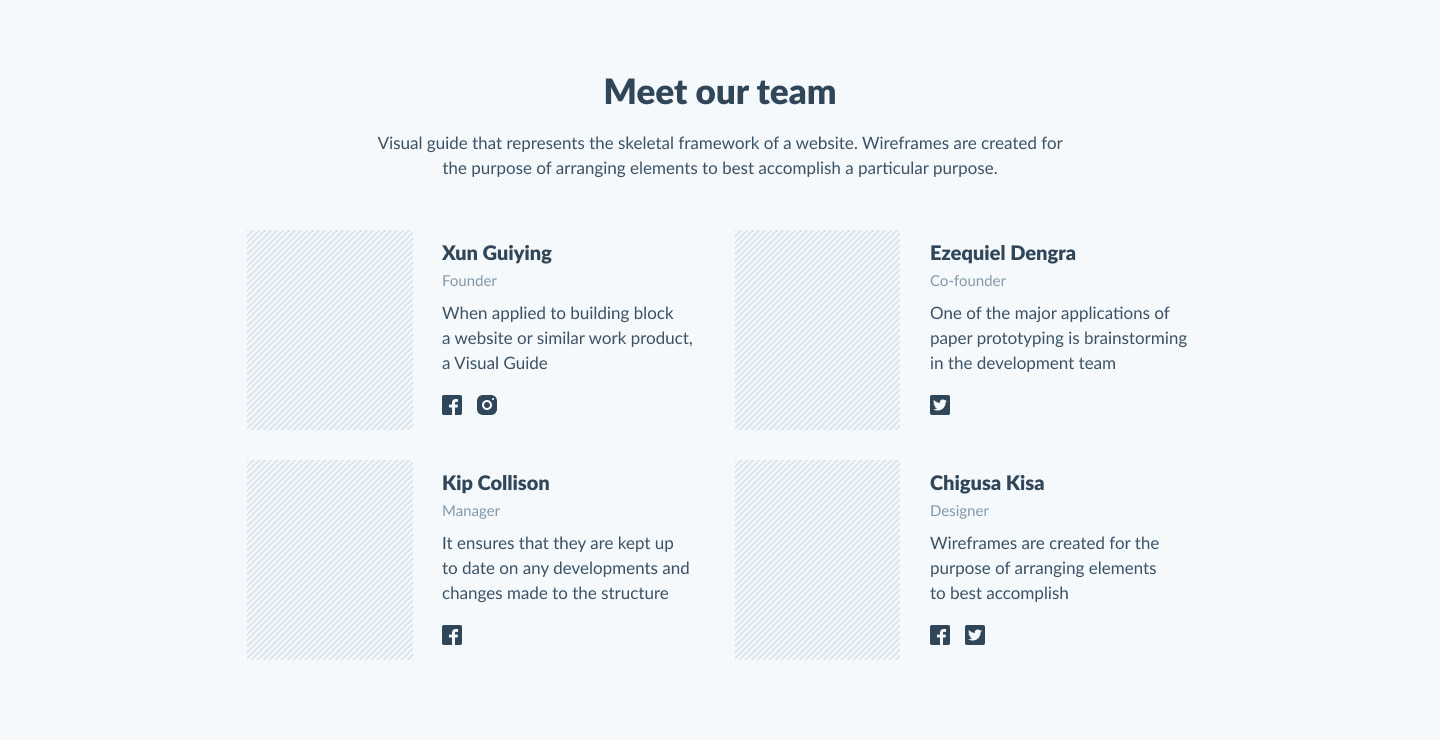 Meet our team
Visual guide that represents the skeletal framework of a website. Wireframes are created for
the purpose of arranging elements to best accomplish a particular purpose.
Xun Guiying
Founder
When applied to building block
a website or similar work product,
a Visual Guide
Ezequiel Dengra
Co-founder
One of the major applications of
paper prototyping is brainstorming
in the development team
Kip Collison
Manager
It ensures that they are kept up
to date on any developments and
changes made to the structure
Chigusa Kisa
Designer
Wireframes are created for the
purpose of arranging elements
to best accomplish